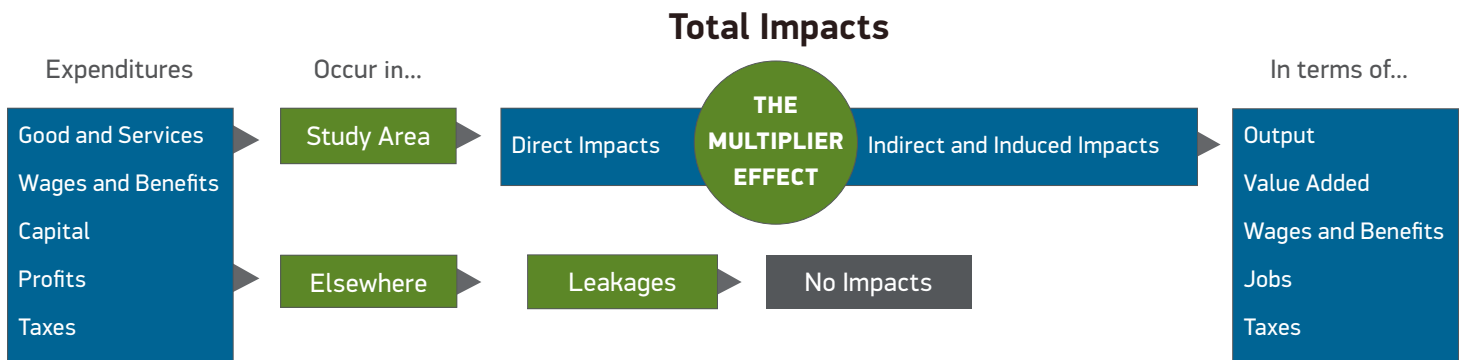 Total Impacts
Expenditures
Occur in...
In terms of...
Good and Services
Wages and Benefits
Capital
Profits
Taxes
Study Area
Direct Impacts
THE
MULTIPLIER
EFFECT
Indirect and Induced Impacts
Elsewhere
Leakages
No Impacts
Output
Value Added
Wages and Benefits
Jobs
Taxes